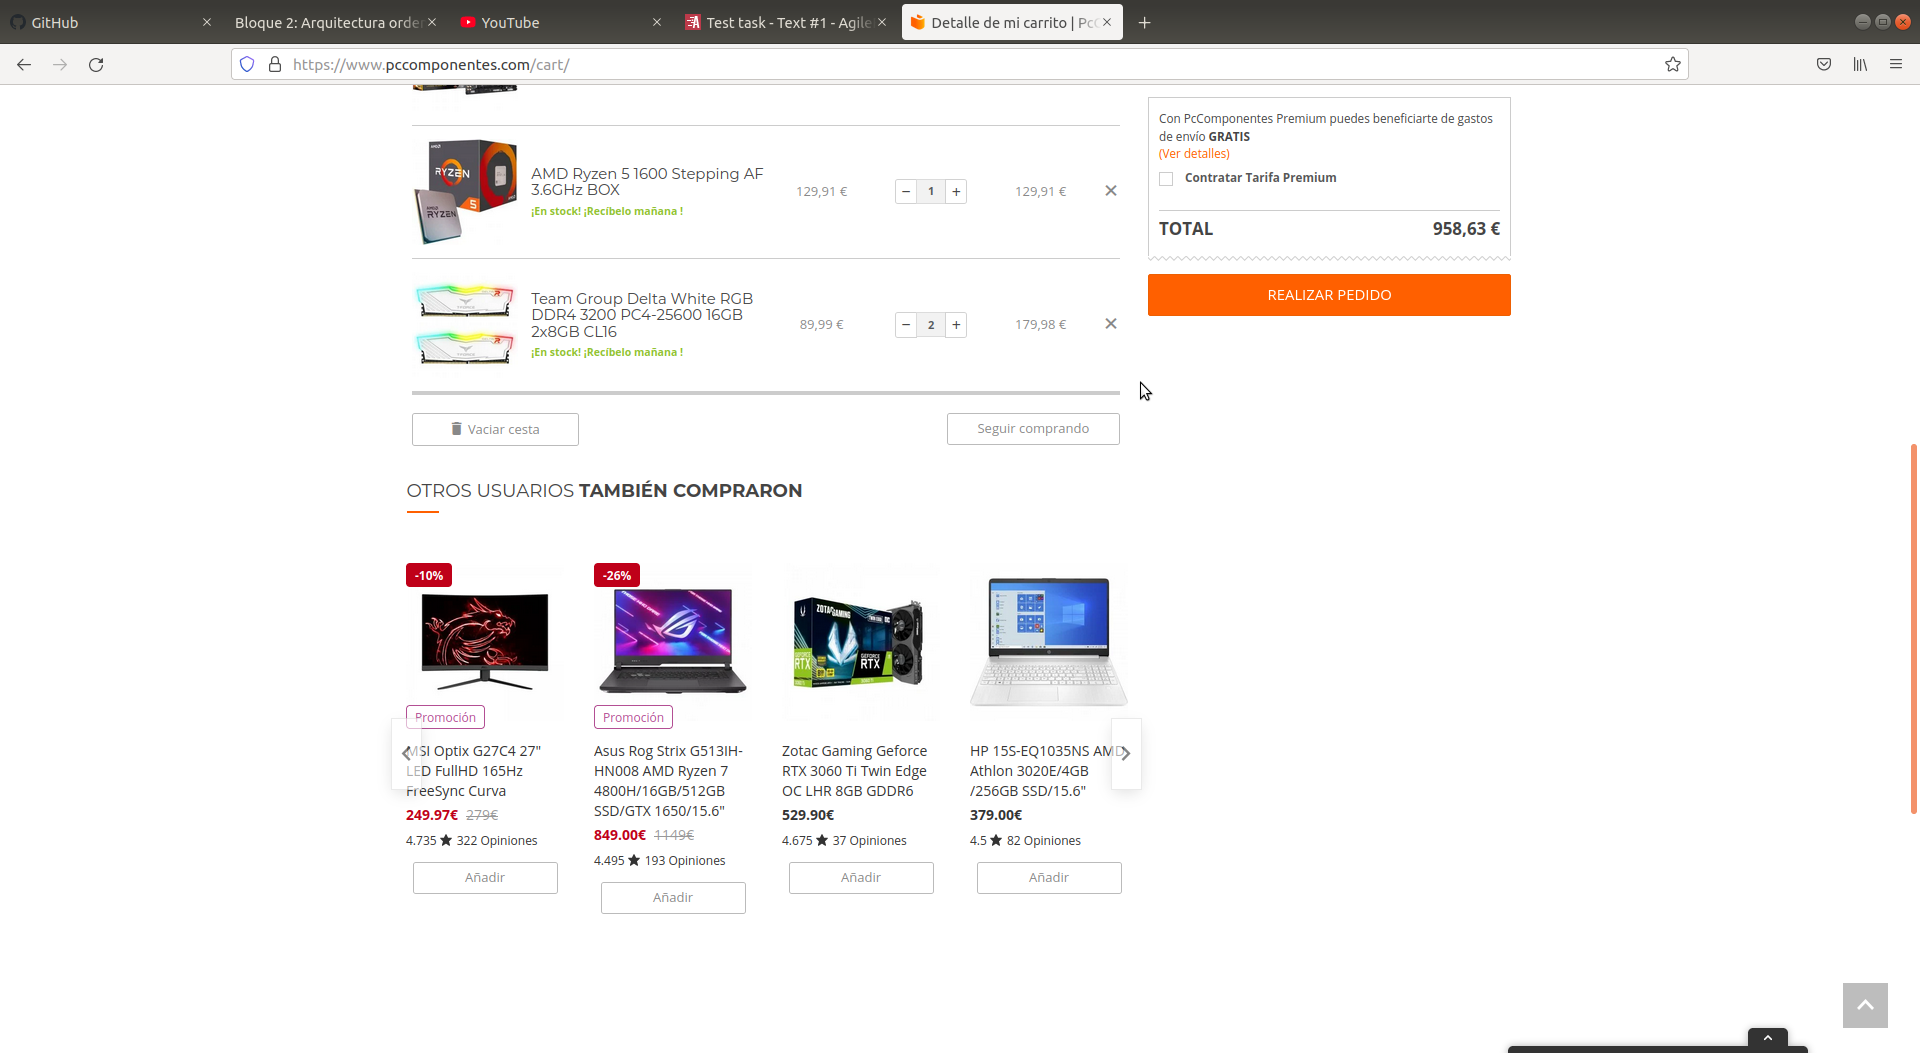 GitHub
Bloque 2: Arquitectura orde
YouTube
Test task - Text #1 - Agile
Detalle de mi carrito | PcC
https://www.pccomponentes.com/cart/
AMD Ryzen 5 1600 Stepping AF
3.6GHz BOX
¡En stock! ¡Recíbelo mañana !
129,91 €
− 1 +
129,91 €
RYZEN
5
RYZEN
Team Group Delta White RGB
DDR4 3200 PC4-25600 16GB
2x8GB CL16
¡En stock! ¡Recíbelo mañana !
89,99 €
− 2 +
179,98 €
Vaciar cesta
Seguir comprando
Con PcComponentes Premium puedes beneficiarte de gastos
de envío GRATIS
(Ver detalles)
Contratar Tarifa Premium
TOTAL 958,63 €
REALIZAR PEDIDO
OTROS USUARIOS TAMBIÉN COMPRARON
-10%
Promoción
MSI Optix G27C4 27"
LED FullHD 165Hz
FreeSync Curva
249.97€ 279€
4.735 322 Opiniones
Añadir
-26%
Promoción
Asus Rog Strix G513IH-
HN008 AMD Ryzen 7
4800H/16GB/512GB
SSD/GTX 1650/15.6"
849.00€ 1149€
4.495 193 Opiniones
Añadir
ZOTAC GAMING
GEFORCE
RTX
Zotac Gaming Geforce
RTX 3060 Ti Twin Edge
OC LHR 8GB GDDR6
529.90€
4.675 37 Opiniones
Añadir
HP 15S-EQ1035NS AMD
Athlon 3020E/4GB
/256GB SSD/15.6"
379.00€
4.5 82 Opiniones
Añadir